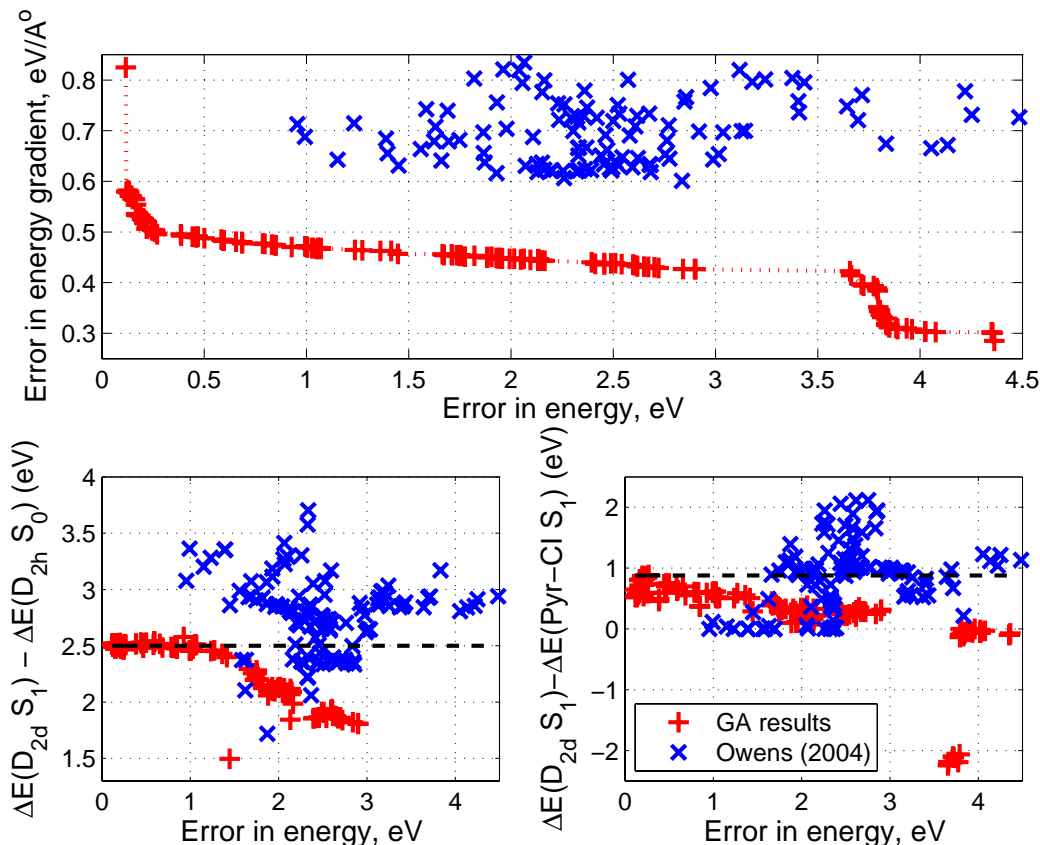 Error in energy gradient, eV/Aº
0.8
0.7
0.6
0.5
0.4
0.3
0 0.5 1 1.5 2 2.5 3 3.5 4 4.5
Error in energy, eV
ΔE(D2d S1) − ΔE(D2h S0) (eV)
4
3.5
3
2.5
2
1.5
0 1 2 3 4
Error in energy, eV
ΔE(D2d S1)−ΔE(Pyr−CI S1) (eV)
2
1
0
−1
−2
0 1 2 3 4
Error in energy, eV
GA results
Owens (2004)